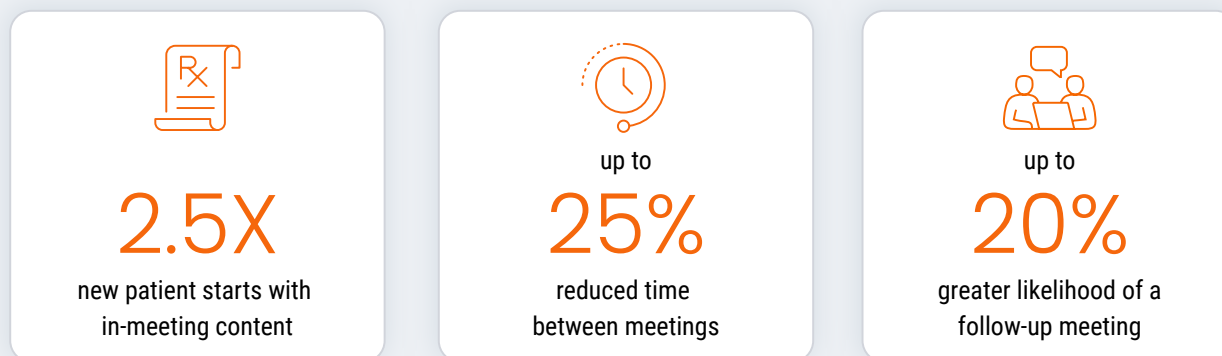 Rx
2.5X
new patient starts with
in-meeting content
up to
25%
reduced time
between meetings
up to
20%
greater likelihood of a
follow-up meeting